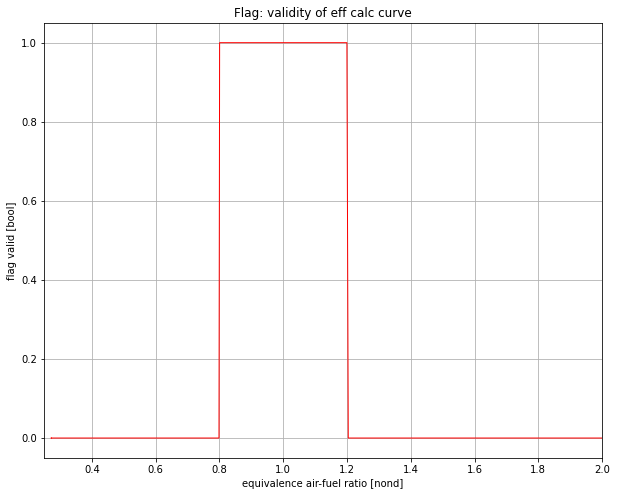 Flag: validity of eff calc curve
1.0
0.8
0.6
0.4
0.2
0.0
flag valid [bool]
0.4 0.6 0.8 1.0 1.2 1.4 1.6 1.8 2.0
equivalence air-fuel ratio [nond]